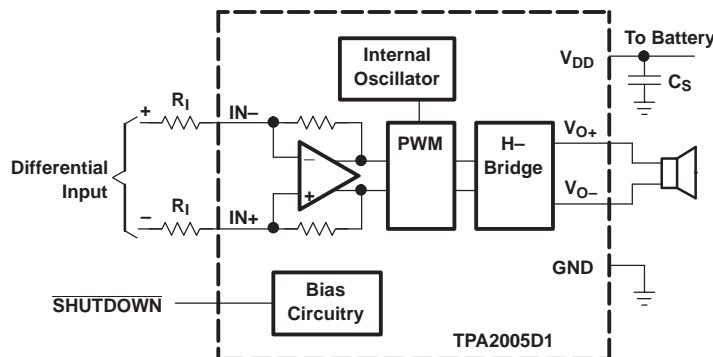 To Battery
Internal
Oscillator
VDD
CS
+
RI
IN−
−
VO+
PWM
H−
Bridge
Differential
Input
+
VO−
−
RI
IN+
GND
SHUTDOWN
Bias
Circuitry
TPA2005D1